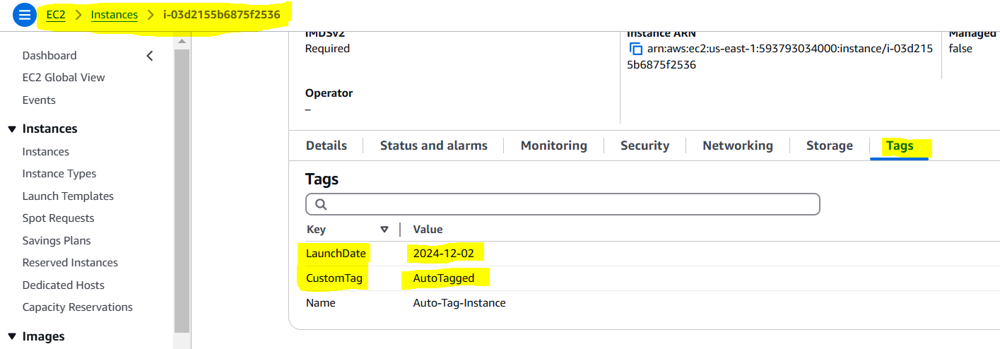 EC2 > Instances > i-03d2155b6875f2536
Dashboard
EC2 Global View
Events
Instances
Instances
Instance Types
Launch Templates
Spot Requests
Savings Plans
Reserved Instances
Dedicated Hosts
Capacity Reservations
Images
IMDSv2
Required
Operator
–
Instance ARN
arn:aws:ec2:us-east-1:593793034000:instance/i-03d215
5b6875f2536
Managed
false
Details Status and alarms Monitoring Security Networking Storage Tags
Tags
Key Value
LaunchDate 2024-12-02
CustomTag AutoTagged
Name Auto-Tag-Instance